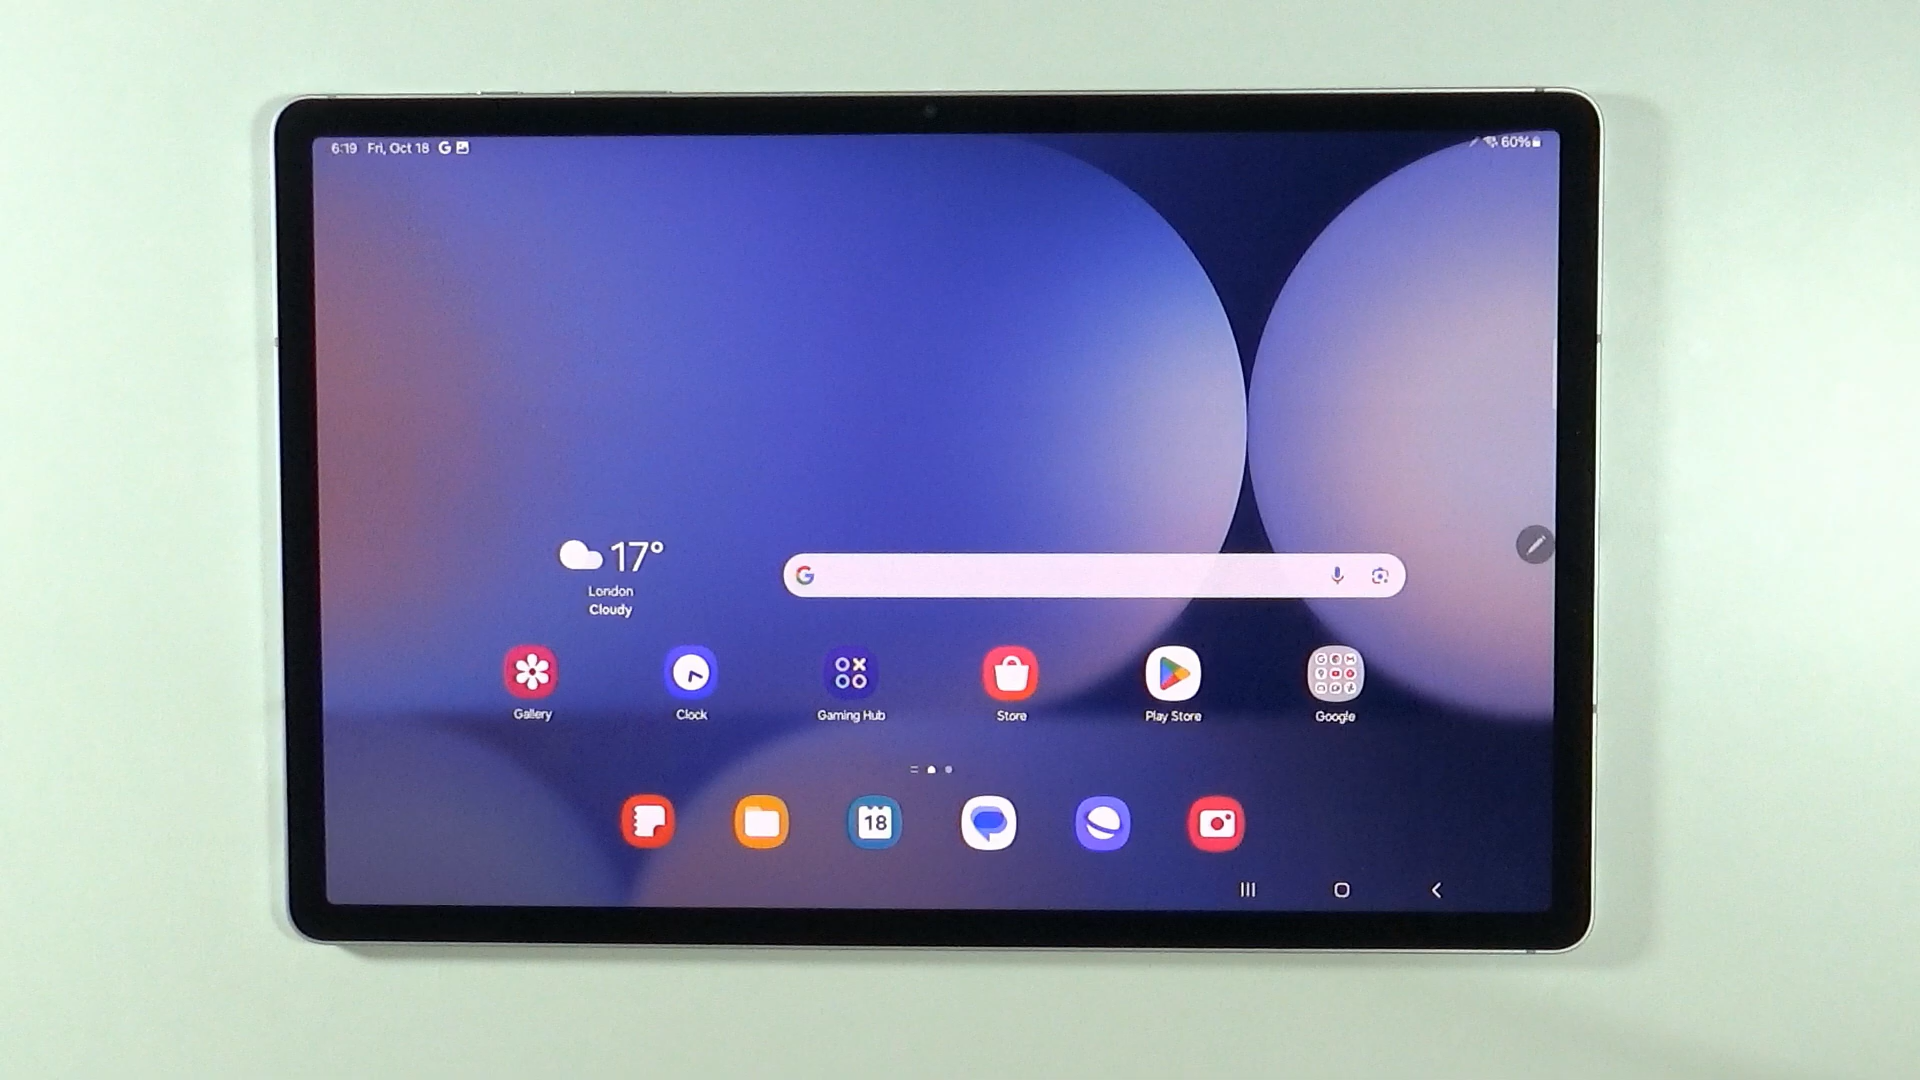 6:19 Fri, Oct 18 G
60%
17°
London
Cloudy
G
Gallery
Clock
Gaming Hub
Store
Play Store
Google
18